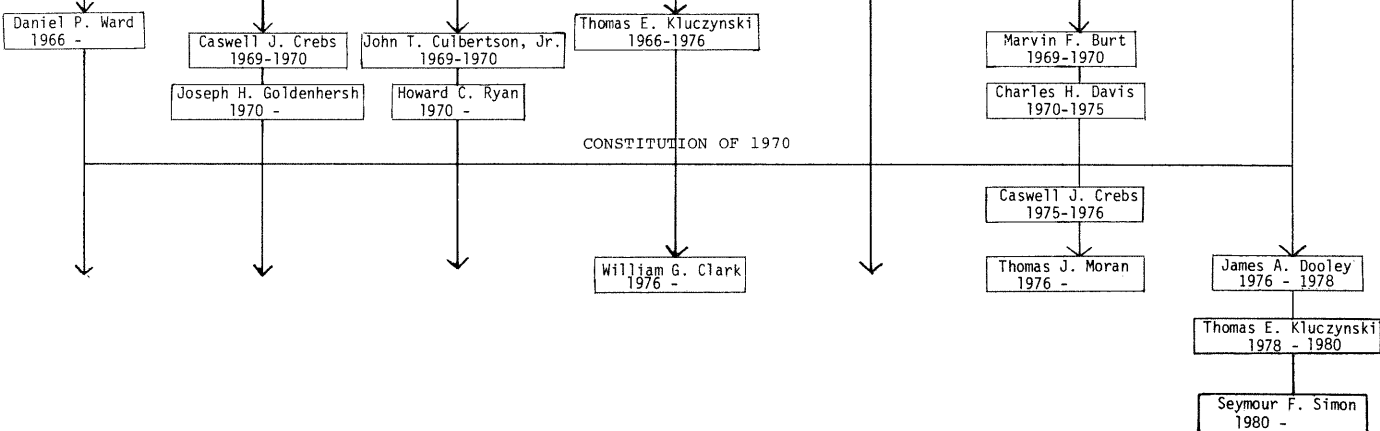 Daniel P. Ward
1966 -
Caswell J. Crebs
1969-1970
John T. Culbertson, Jr.
1969-1970
Thomas E. Kluczynski
1966-1976
Marvin F. Burt
1969-1970
Joseph H. Goldenhersh
1970 -
Howard C. Ryan
1970 -
Charles H. Davis
1970-1975
CONSTITUTION OF 1970
Caswell J. Crebs
1975-1976
William G. Clark
1976 -
Thomas J. Moran
1976 -
James A. Dooley
1976 - 1978
Thomas E. Kluczynski
1978 - 1980
Seymour F. Simon
1980 -